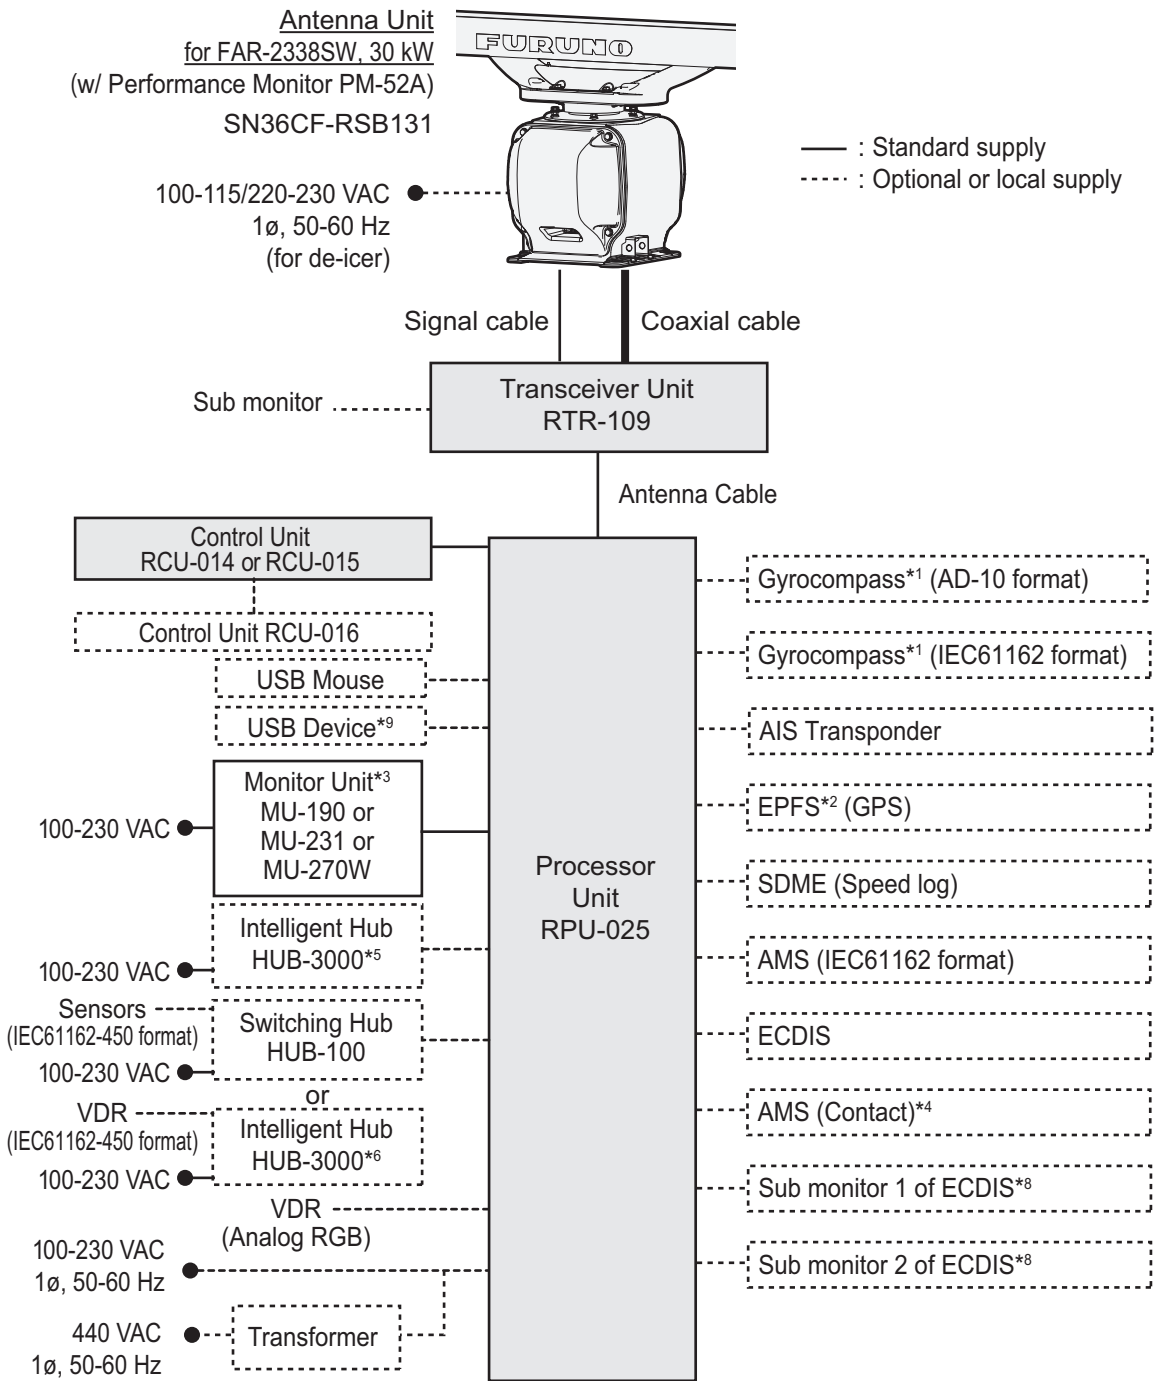 Antenna Unit
for FAR-2338SW, 30 kW
(w/ Performance Monitor PM-52A)
SN36CF-RSB131
FURUNO
100-115/220-230 VAC
1ø, 50-60 Hz
(for de-icer)
: Standard supply
: Optional or local supply
Signal cable
Coaxial cable
Sub monitor
Transceiver Unit
RTR-109
Antenna Cable
Control Unit
RCU-014 or RCU-015
Control Unit RCU-016
USB Mouse
USB Device*9
Monitor Unit*3
MU-190 or
MU-231 or
MU-270W
100-230 VAC
Intelligent Hub
HUB-3000*5
100-230 VAC
Sensors
(IEC61162-450 format)
Switching Hub
HUB-100
100-230 VAC
or
VDR
(IEC61162-450 format)
Intelligent Hub
HUB-3000*6
100-230 VAC
VDR
(Analog RGB)
100-230 VAC
1ø, 50-60 Hz
440 VAC
1ø, 50-60 Hz
Transformer
Processor
Unit
RPU-025
Gyrocompass*1 (AD-10 format)
Gyrocompass*1 (IEC61162 format)
AIS Transponder
EPFS*2 (GPS)
SDME (Speed log)
AMS (IEC61162 format)
ECDIS
AMS (Contact)*4
Sub monitor 1 of ECDIS*8
Sub monitor 2 of ECDIS*8